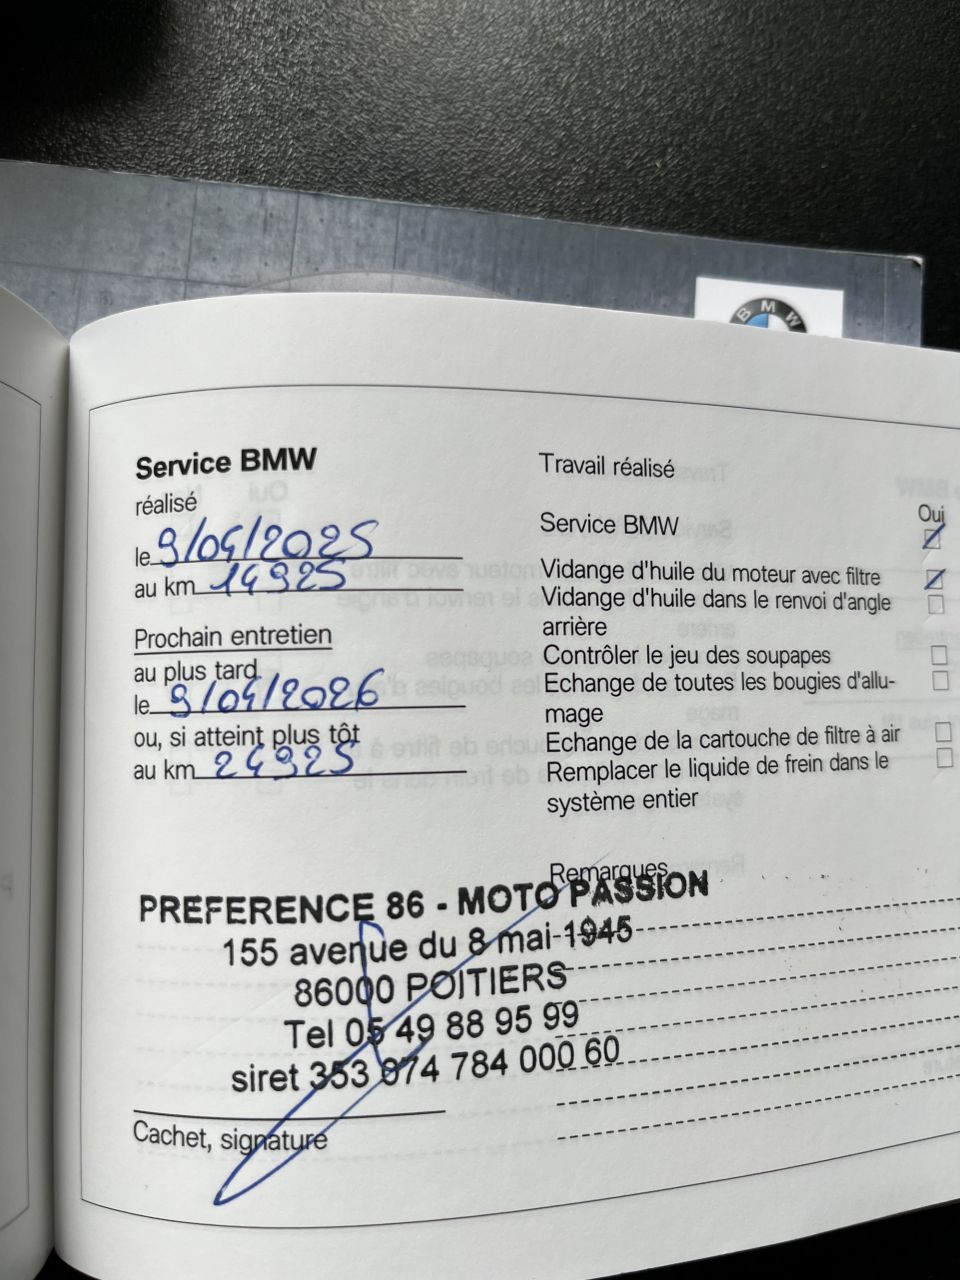 BMW
Service BMW
réalisé
le 9/04/2025
au km 14925
Prochain entretien
au plus tard
le 9/04/2026
ou, si atteint plus tôt
au km 24925
Travail réalisé
Oui
Service BMW
Vidange d'huile du moteur avec filtre
Vidange d'huile dans le renvoi d'angle
arrière
Contrôler le jeu des soupapes
Echange de toutes les bougies d'allu-
mage
Echange de la cartouche de filtre à air
Remplacer le liquide de frein dans le
système entier
Remarques
PREFERENCE 86 - MOTO PASSION
155 avenue du 8 mai 1945
86000 POITIERS
Tel 05 49 88 95 99
siret 353 974 784 000 60
Cachet, signature